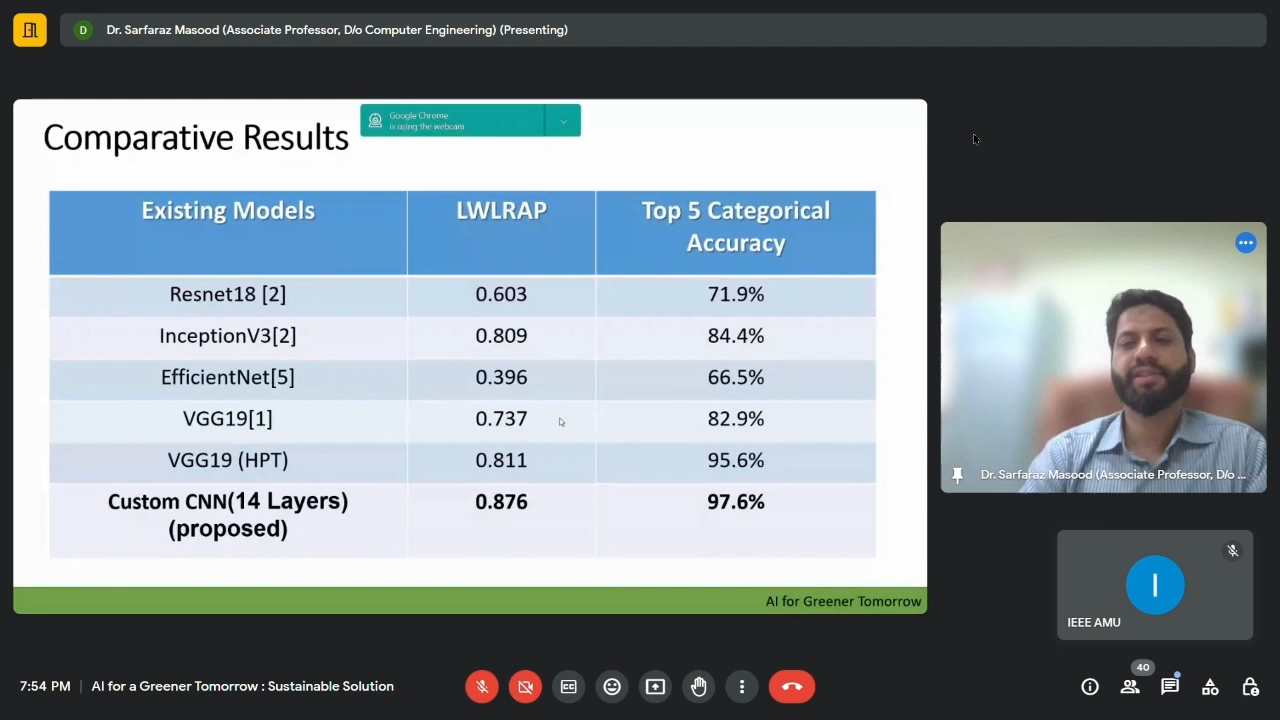 D
Dr. Sarfaraz Masood (Associate Professor, D/o Computer Engineering) (Presenting)
Comparative Results
Google Chrome
is using the webcam
Existing Models LWLRAP Top 5 Categorical
Accuracy
Resnet18 [2] 0.603 71.9%
InceptionV3[2] 0.809 84.4%
EfficientNet[5] 0.396 66.5%
VGG19[1] 0.737 82.9%
VGG19 (HPT) 0.811 95.6%
Custom CNN(14 Layers) 0.876 97.6%
(proposed)
AI for Greener Tomorrow
Dr. Sarfaraz Masood (Associate Professor, D/o ...
I
IEEE AMU
7:54 PM | AI for a Greener Tomorrow : Sustainable Solution
40